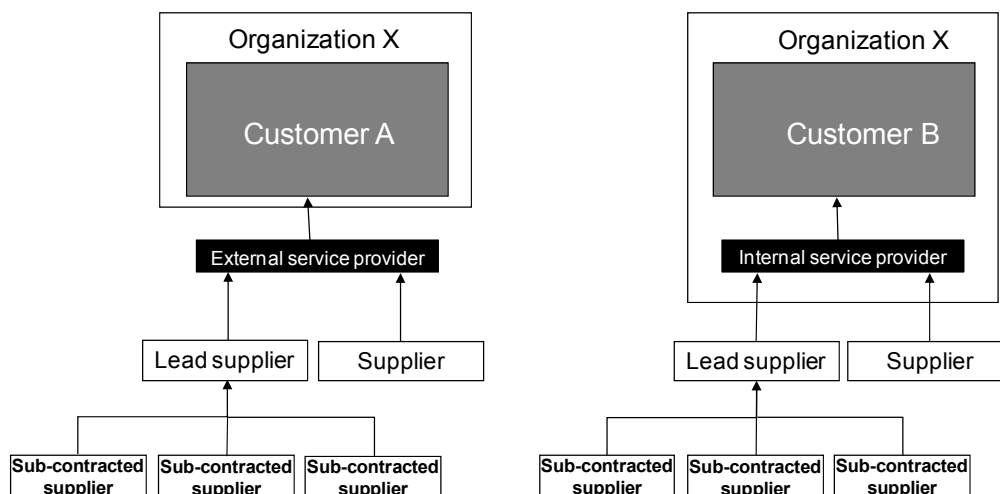 Organization X
Customer A
External service provider
Lead supplier
Supplier
Sub-contracted
supplier
Sub-contracted
supplier
Sub-contracted
supplier
Organization X
Customer B
Internal service provider
Lead supplier
Supplier
Sub-contracted
supplier
Sub-contracted
supplier
Sub-contracted
supplier